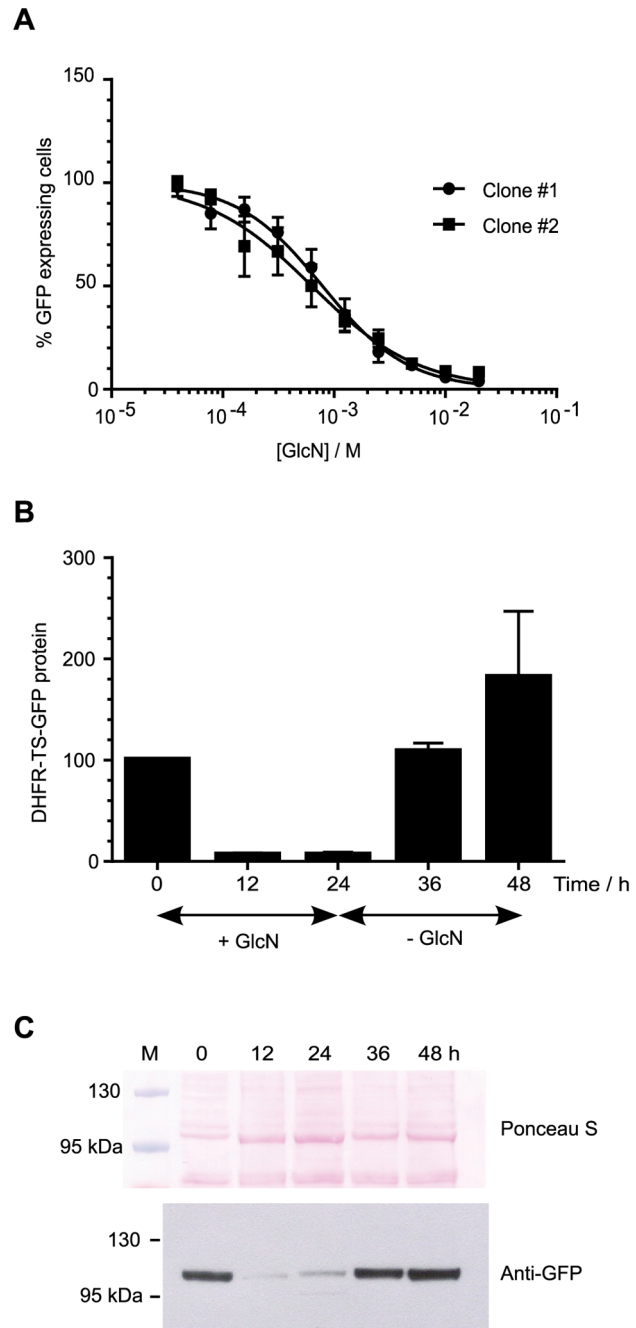 A
150
100
50
0
% GFP expressing cells
10-5
10-4
10-3
10-2
10-1
[GlcN] / M
Clone #1
Clone #2
B
300
200
100
0
DHFR-TS-GFP protein
0 12 24 36 48 Time / h
+ GlcN - GlcN
C
M 0 12 24 36 48 h
130
95 kDa
Ponceau S
130
95 kDa
Anti-GFP